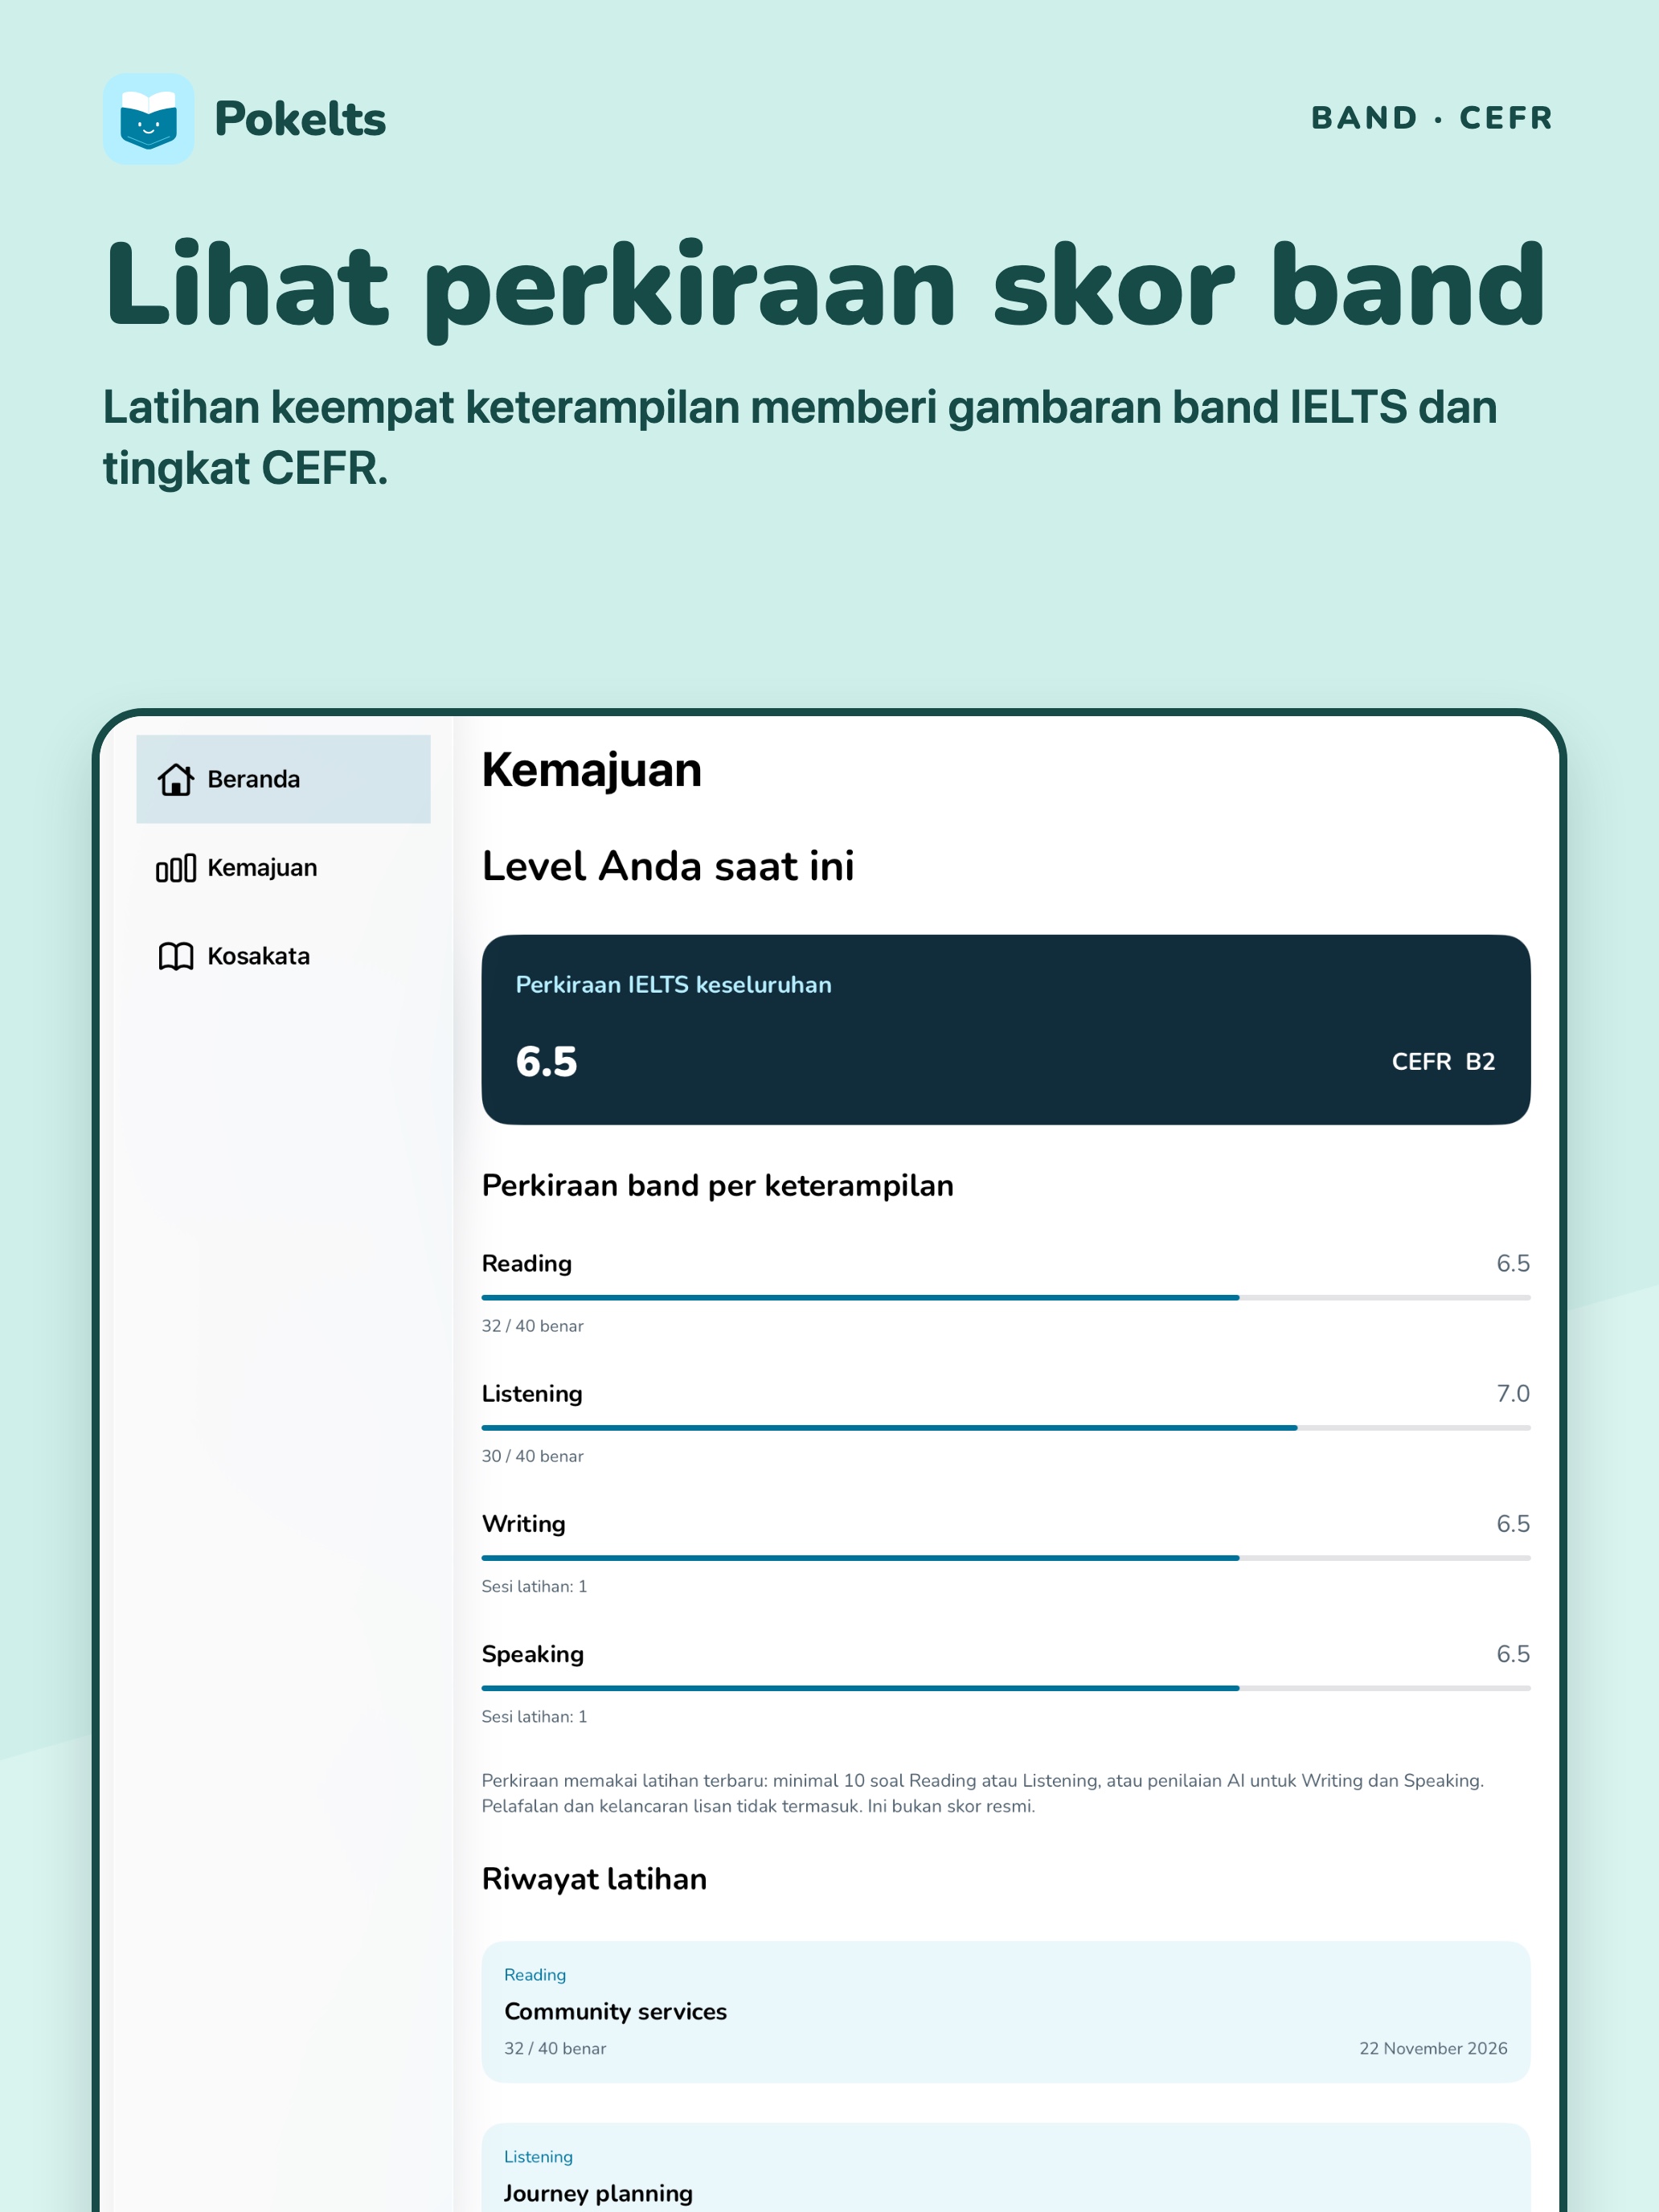 Pokelts
BAND · CEFR
Lihat perkiraan skor band
Latihan keempat keterampilan memberi gambaran band IELTS dan
tingkat CEFR.
Beranda
Kemajuan
Kosakata
Kemajuan
Level Anda saat ini
Perkiraan IELTS keseluruhan
6.5
CEFR B2
Perkiraan band per keterampilan
Reading
6.5
32 / 40 benar
Listening
7.0
30 / 40 benar
Writing
6.5
Sesi latihan: 1
Speaking
6.5
Sesi latihan: 1
Perkiraan memakai latihan terbaru: minimal 10 soal Reading atau Listening, atau penilaian AI untuk Writing dan Speaking.
Pelafalan dan kelancaran lisan tidak termasuk. Ini bukan skor resmi.
Riwayat latihan
Reading
Community services
32 / 40 benar
22 November 2026
Listening
Journey planning